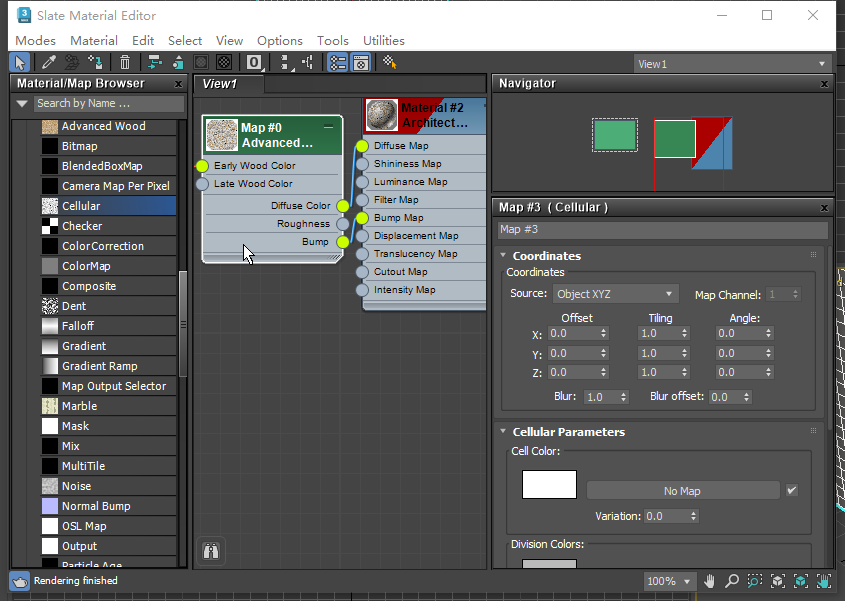 Slate Material Editor
Modes Material Edit Select View Options Tools Utilities
View1
Material/Map Browser
Search by Name ...
Advanced Wood
Bitmap
BlendedBoxMap
Camera Map Per Pixel
Cellular
Checker
ColorCorrection
ColorMap
Composite
Dent
Falloff
Gradient
Gradient Ramp
Map Output Selector
Marble
Mask
Mix
MultiTile
Noise
Normal Bump
OSL Map
Output
Particle Age
View1
Map #0
Advanced...
Early Wood Color
Late Wood Color
Diffuse Color
Roughness
Bump
Material #2
Architect...
Diffuse Map
Shininess Map
Luminance Map
Filter Map
Bump Map
Displacement Map
Translucency Map
Cutout Map
Intensity Map
Navigator
Map #3 ( Cellular )
Map #3
Coordinates
Coordinates
Source: Object XYZ Map Channel: 1
Offset Tiling Angle:
X: 0.0 1.0 0.0
Y: 0.0 1.0 0.0
Z: 0.0 1.0 0.0
Blur: 1.0 Blur offset: 0.0
Cellular Parameters
Cell Color:
No Map
Variation: 0.0
Division Colors:
Rendering finished
100%